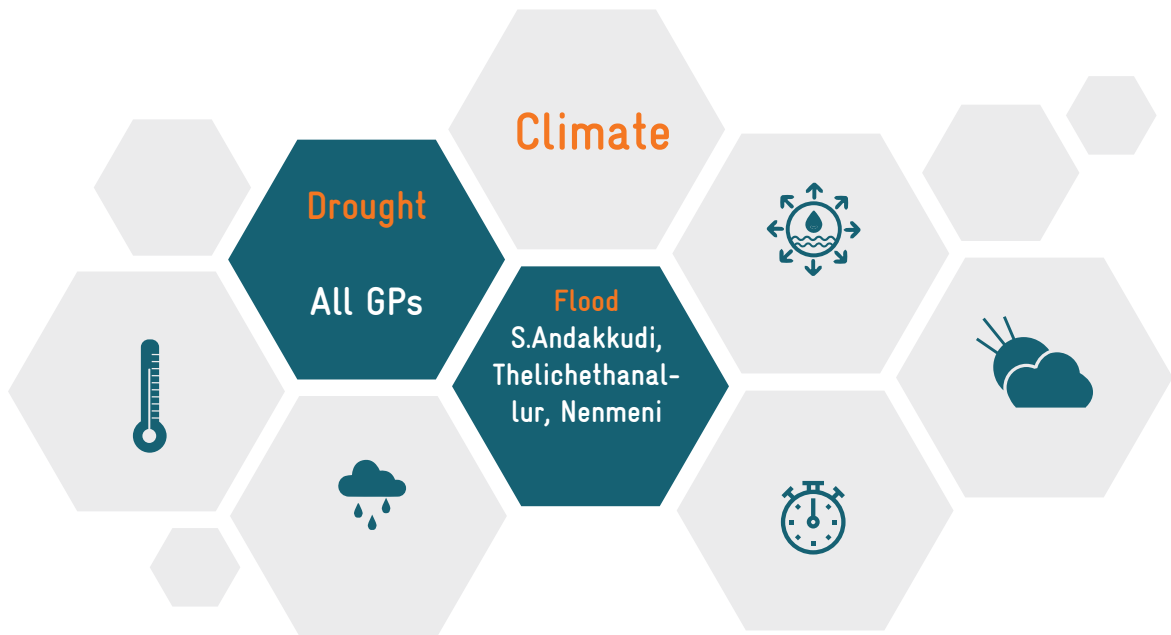 Climate
Drought
All GPs
Flood
S.Andakkudi,
Thelichethanal-
lur, Nenmeni